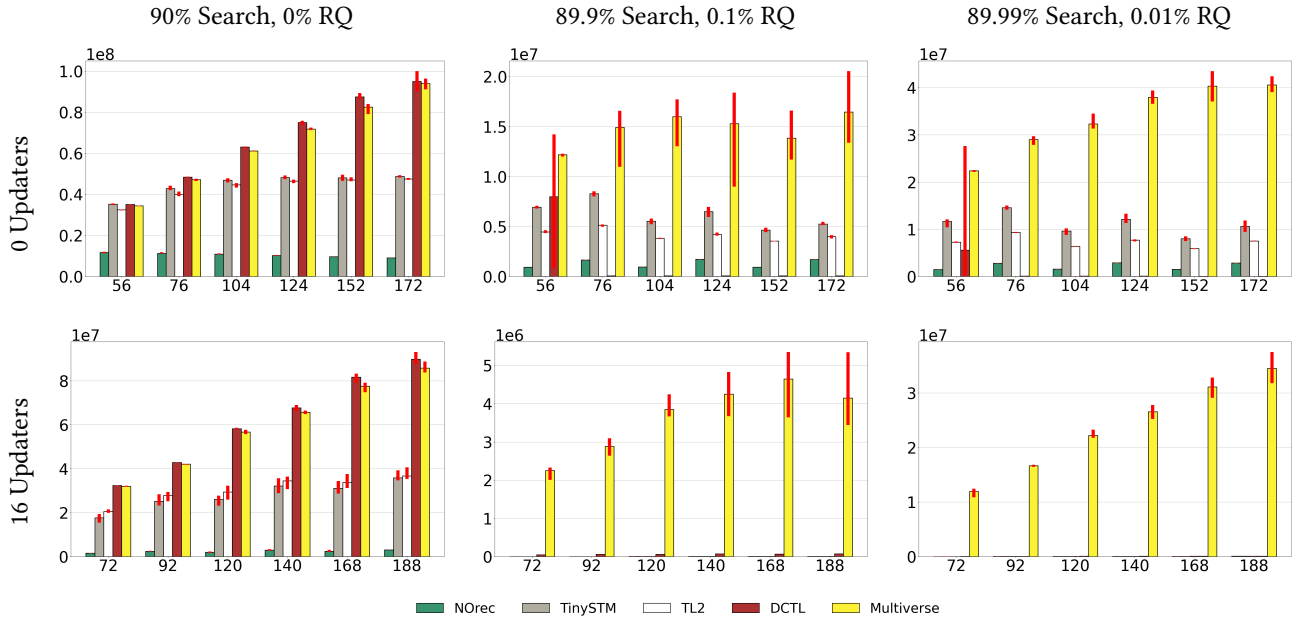 90% Search, 0% RQ
89.9% Search, 0.1% RQ
89.99% Search, 0.01% RQ
0 Updaters
1e8
1.0
0.8
0.6
0.4
0.2
0.0
56 76 104 124 152 172
1e7
2.0
1.5
1.0
0.5
0.0
56 76 104 124 152 172
1e7
4
3
2
1
0
56 76 104 124 152 172
16 Updaters
1e7
8
6
4
2
0
72 92 120 140 168 188
1e6
5
4
3
2
1
0
72 92 120 140 168 188
1e7
3
2
1
0
72 92 120 140 168 188
NOrec TinySTM TL2 DCTL Multiverse